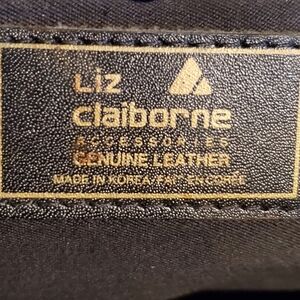 Liz
claiborne
ACCESSORIES
GENUINE LEATHER
MADE IN KOREA/FAIT EN COREE